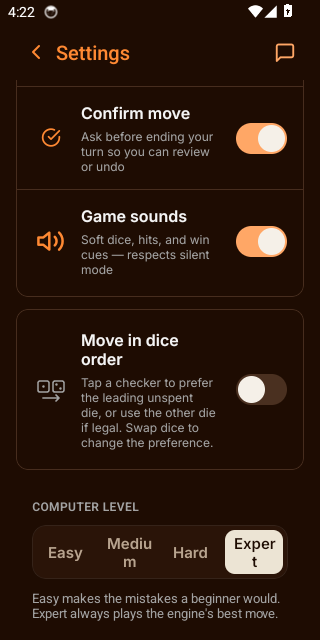 4:22
Settings
Confirm move
Ask before ending your
turn so you can review
or undo
Game sounds
Soft dice, hits, and win
cues — respects silent
mode
Move in dice
order
Tap a checker to prefer
the leading unspent
die, or use the other die
if legal. Swap dice to
change the preference.
COMPUTER LEVEL
Easy
Mediu
m
Hard
Exper
t
Easy makes the mistakes a beginner would.
Expert always plays the engine's best move.